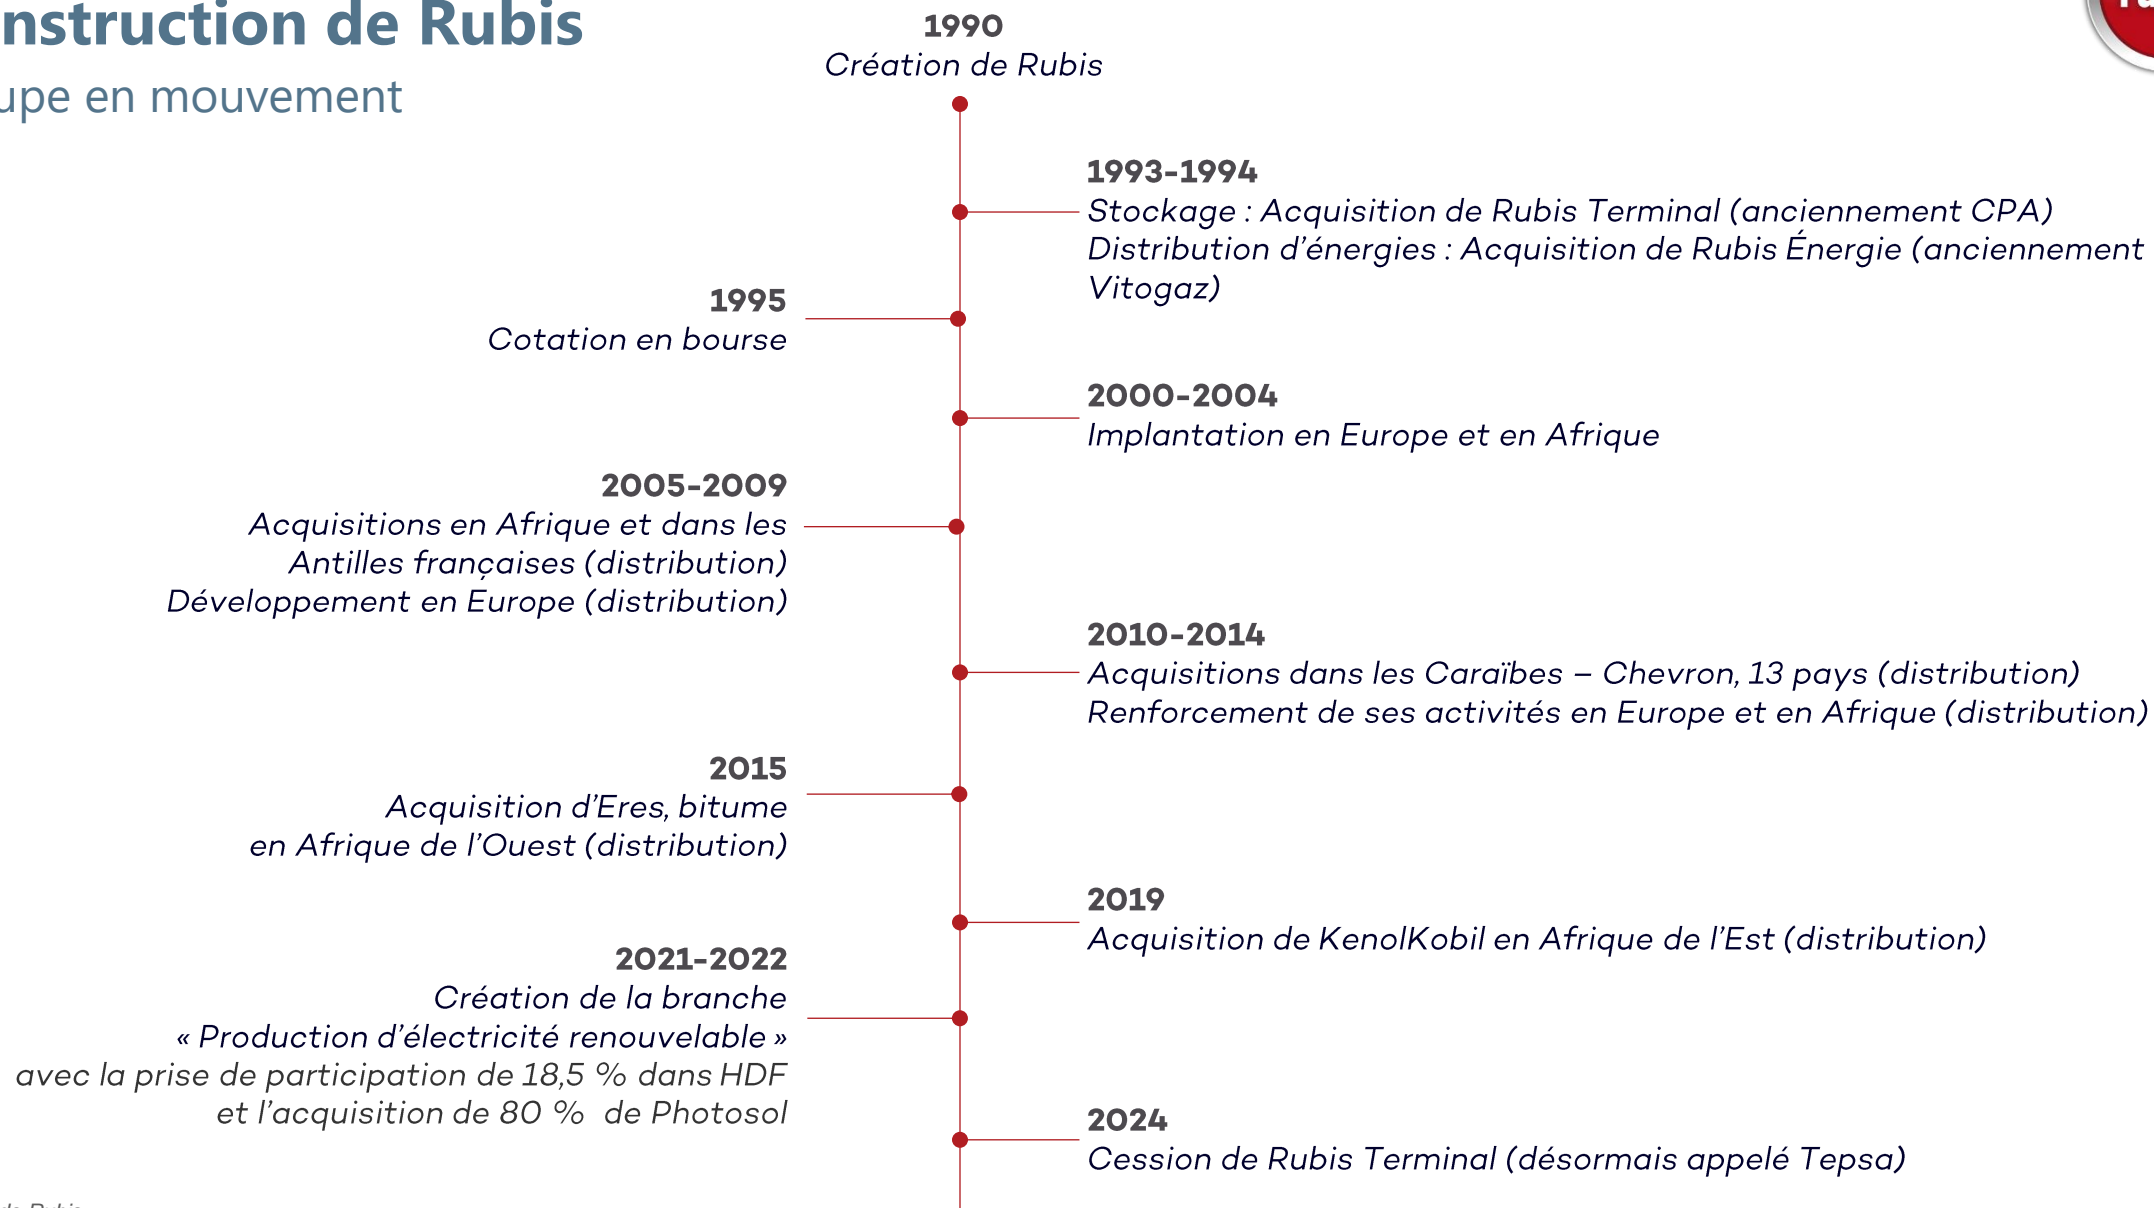 nstruction de Rubis
upe en mouvement
1990
Création de Rubis
1993-1994
Stockage : Acquisition de Rubis Terminal (anciennement CPA)
Distribution d’énergies : Acquisition de Rubis Énergie (anciennement
Vitogaz)
1995
Cotation en bourse
2000-2004
Implantation en Europe et en Afrique
2005-2009
Acquisitions en Afrique et dans les
Antilles françaises (distribution)
Développement en Europe (distribution)
2010-2014
Acquisitions dans les Caraïbes – Chevron, 13 pays (distribution)
Renforcement de ses activités en Europe et en Afrique (distribution)
2015
Acquisition d’Eres, bitume
en Afrique de l’Ouest (distribution)
2019
Acquisition de KenolKobil en Afrique de l’Est (distribution)
2021-2022
Création de la branche
« Production d’électricité renouvelable »
avec la prise de participation de 18,5 % dans HDF
et l’acquisition de 80 % de Photosol
2024
Cession de Rubis Terminal (désormais appelé Tepsa)